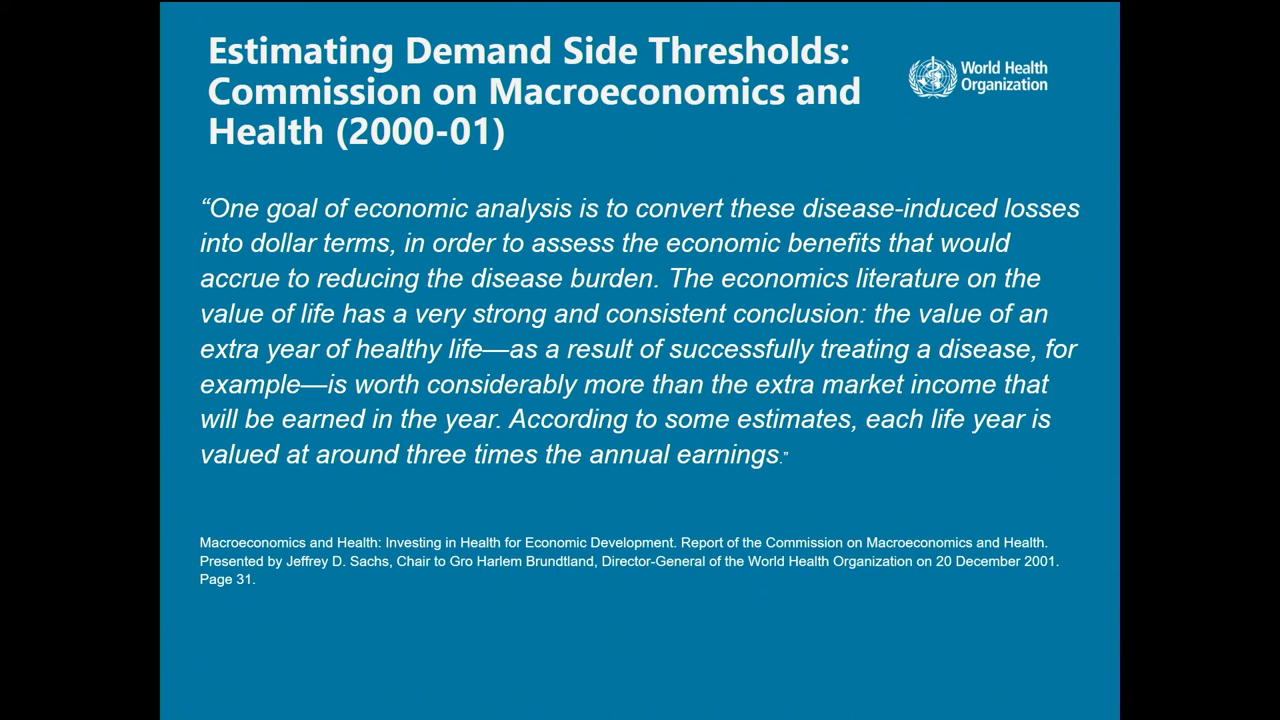 Estimating Demand Side Thresholds:
Commission on Macroeconomics and
Health (2000-01)
World Health
Organization
“One goal of economic analysis is to convert these disease-induced losses
into dollar terms, in order to assess the economic benefits that would
accrue to reducing the disease burden. The economics literature on the
value of life has a very strong and consistent conclusion: the value of an
extra year of healthy life—as a result of successfully treating a disease, for
example—is worth considerably more than the extra market income that
will be earned in the year. According to some estimates, each life year is
valued at around three times the annual earnings.”
Macroeconomics and Health: Investing in Health for Economic Development. Report of the Commission on Macroeconomics and Health.
Presented by Jeffrey D. Sachs, Chair to Gro Harlem Brundtland, Director-General of the World Health Organization on 20 December 2001.
Page 31.